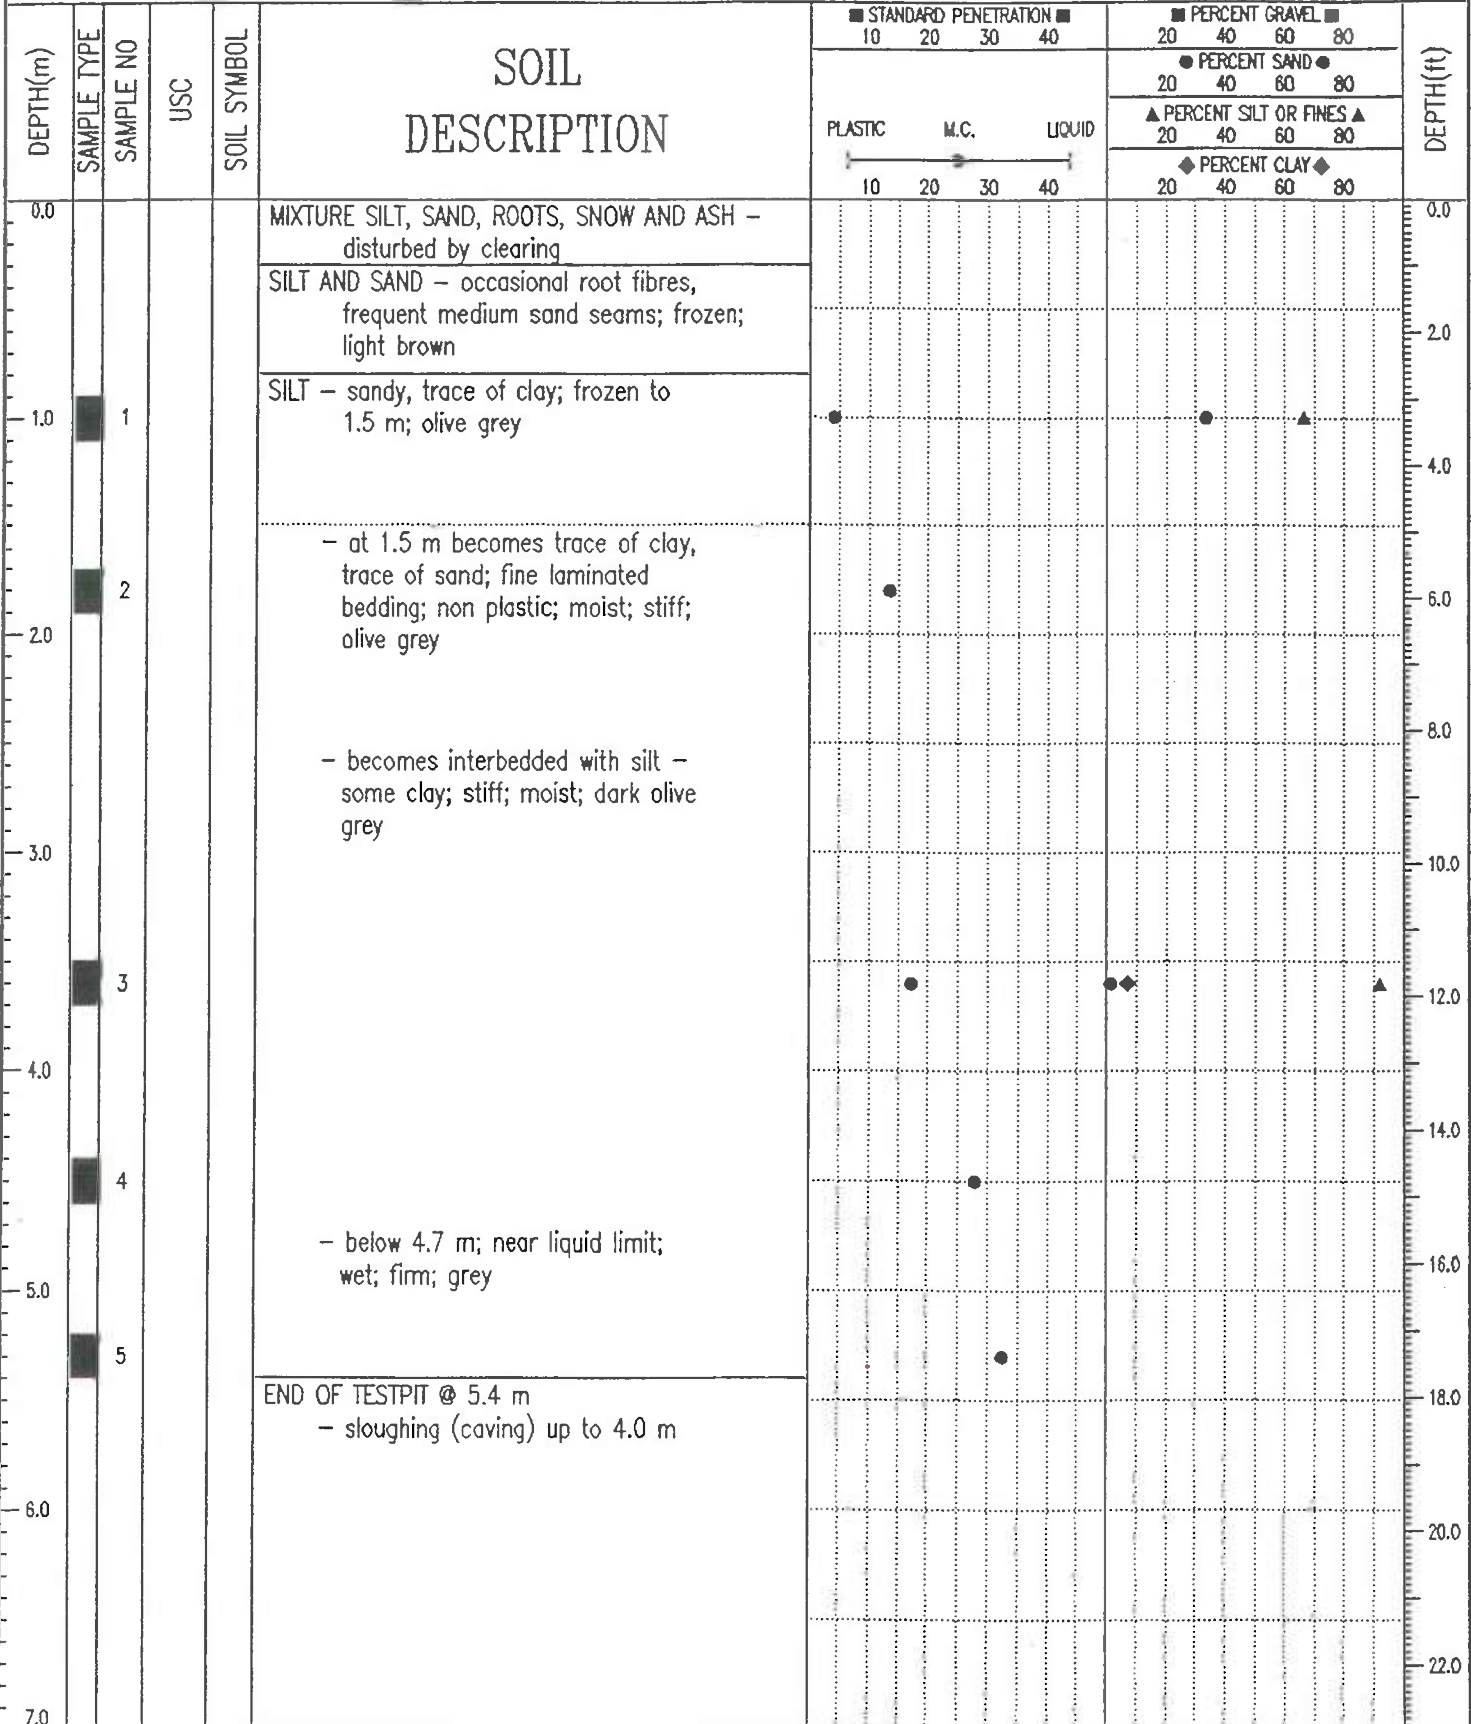 DEPTH(m)
SAMPLE TYPE
SAMPLE NO
USC
SOIL SYMBOL
SOIL
DESCRIPTION
■ STANDARD PENETRATION ■
10 20 30 40
PLASTIC M.C. LIQUID
10 20 30 40
■ PERCENT GRAVEL ■
20 40 60 80
● PERCENT SAND ●
20 40 60 80
▲ PERCENT SILT OR FINES ▲
20 40 60 80
◆ PERCENT CLAY ◆
20 40 60 80
DEPTH(ft)
0.0
MIXTURE SILT, SAND, ROOTS, SNOW AND ASH –
disturbed by clearing
0.0
SILT AND SAND – occasional root fibres,
frequent medium sand seams; frozen;
light brown
2.0
SILT – sandy, trace of clay; frozen to
1.5 m; olive grey
1.0
1
4.0
– at 1.5 m becomes trace of clay,
trace of sand; fine laminated
bedding; non plastic; moist; stiff;
olive grey
2
6.0
2.0
8.0
– becomes interbedded with silt –
some clay; stiff; moist; dark olive
grey
3.0
10.0
3
12.0
4.0
14.0
4
– below 4.7 m; near liquid limit;
wet; firm; grey
16.0
5.0
5
END OF TESTPIT @ 5.4 m
– sloughing (caving) up to 4.0 m
18.0
6.0
20.0
22.0
7.0